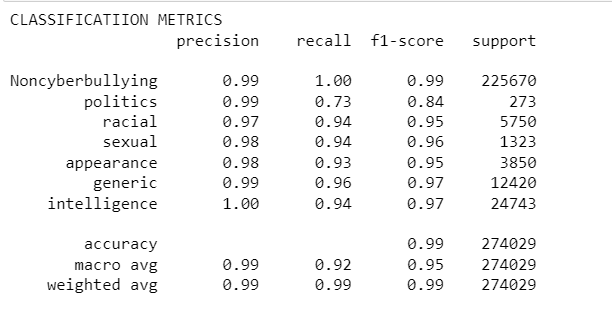 CLASSIFICATIION METRICS
precision recall f1-score support
Noncyberbullying 0.99 1.00 0.99 225670
politics 0.99 0.73 0.84 273
racial 0.97 0.94 0.95 5750
sexual 0.98 0.94 0.96 1323
appearance 0.98 0.93 0.95 3850
generic 0.99 0.96 0.97 12420
intelligence 1.00 0.94 0.97 24743
accuracy 0.99 274029
macro avg 0.99 0.92 0.95 274029
weighted avg 0.99 0.99 0.99 274029